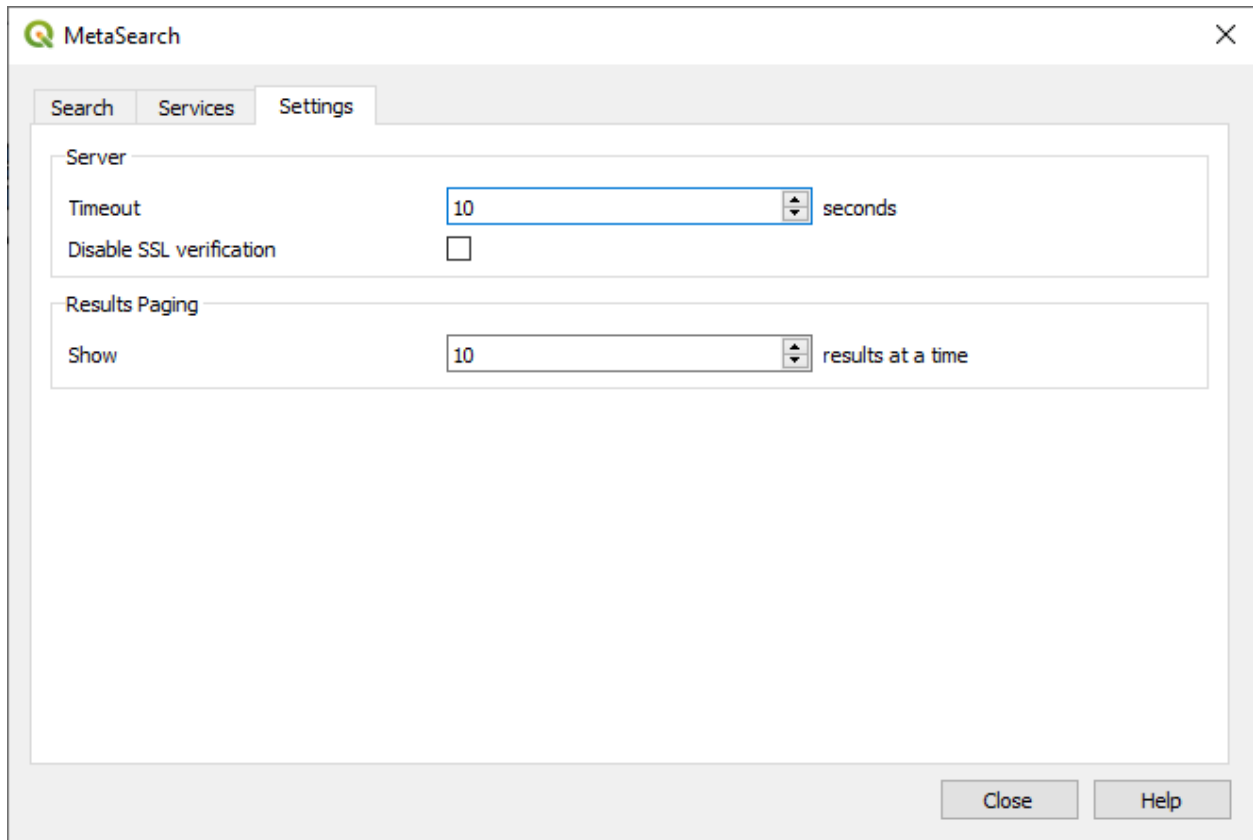 MetaSearch
Search Services Settings
Server
Timeout 10 seconds
Disable SSL verification
Results Paging
Show 10 results at a time
Close Help